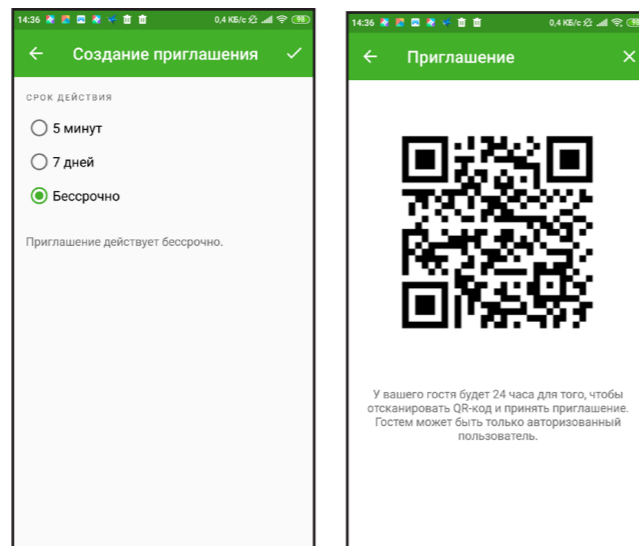 14:36
0,4 КБ/с
98
Создание приглашения
СРОК ДЕЙСТВИЯ
5 минут
7 дней
Бессрочно
Приглашение действует бессрочно.
14:36
0,4 КБ/с
98
Приглашение
У вашего гостя будет 24 часа для того, чтобы
отсканировать QR-код и принять приглашение.
Гостем может быть только авторизованный
пользователь.